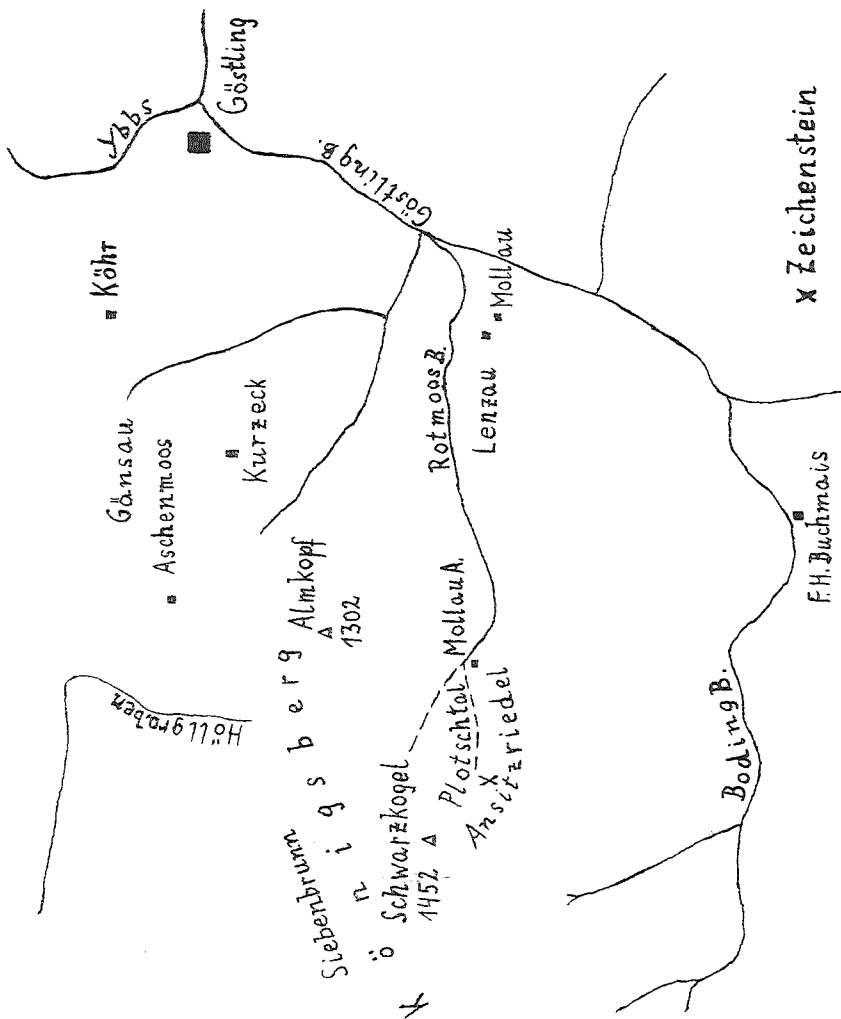 Ybbs
Göstling
Köhr
Göstling B.
Gänsau
Aschenmoos
Kurzeck
Mollau
Lenzau
Rotmoos B.
Höllgraben
Almkopf
1302
Mollau A.
Siebenbrunn
Königsberg
Schwarzkogel
1452
Plotschtal
x
Ansitzriedel
F.H. Buchmais
Boding B.
x Zeichenstein